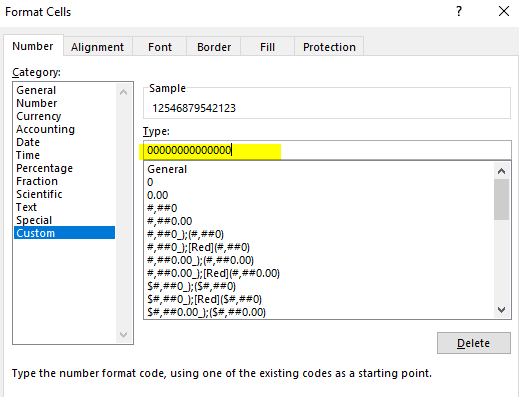 Format Cells
?
Number Alignment Font Border Fill Protection
Category:
General
Number
Currency
Accounting
Date
Time
Percentage
Fraction
Scientific
Text
Special
Custom
Sample
12546879542123
Type:
00000000000000
General
0
0.00
#,##0
#,##0.00
#,##0_);(#,##0)
#,##0_);[Red](#,##0)
#,##0.00_);(#,##0.00)
#,##0.00_);[Red](#,##0.00)
$#,##0_);($#,##0)
$#,##0_);[Red]($#,##0)
$#,##0.00_);($#,##0.00)
Delete
Type the number format code, using one of the existing codes as a starting point.